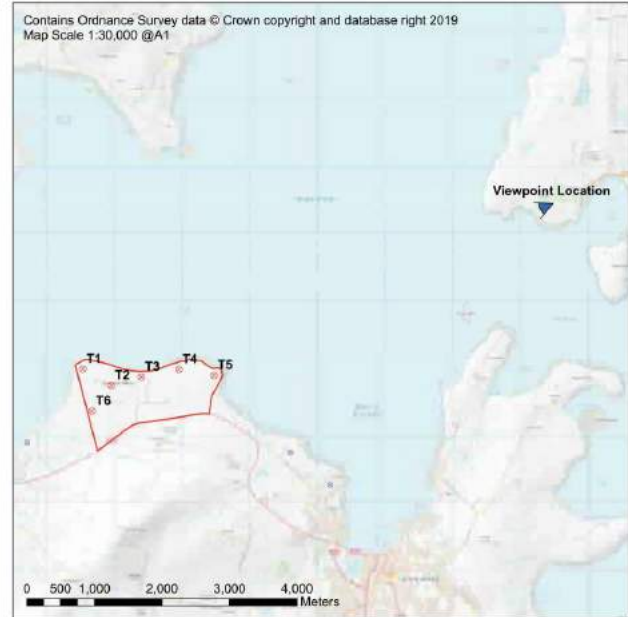 Contains Ordnance Survey data © Crown copyright and database right 2019
Map Scale 1:30,000 @A1
Viewpoint Location
T1
T2
T3
T4
T5
T6
0 500 1,000 2,000 3,000 4,000
Meters